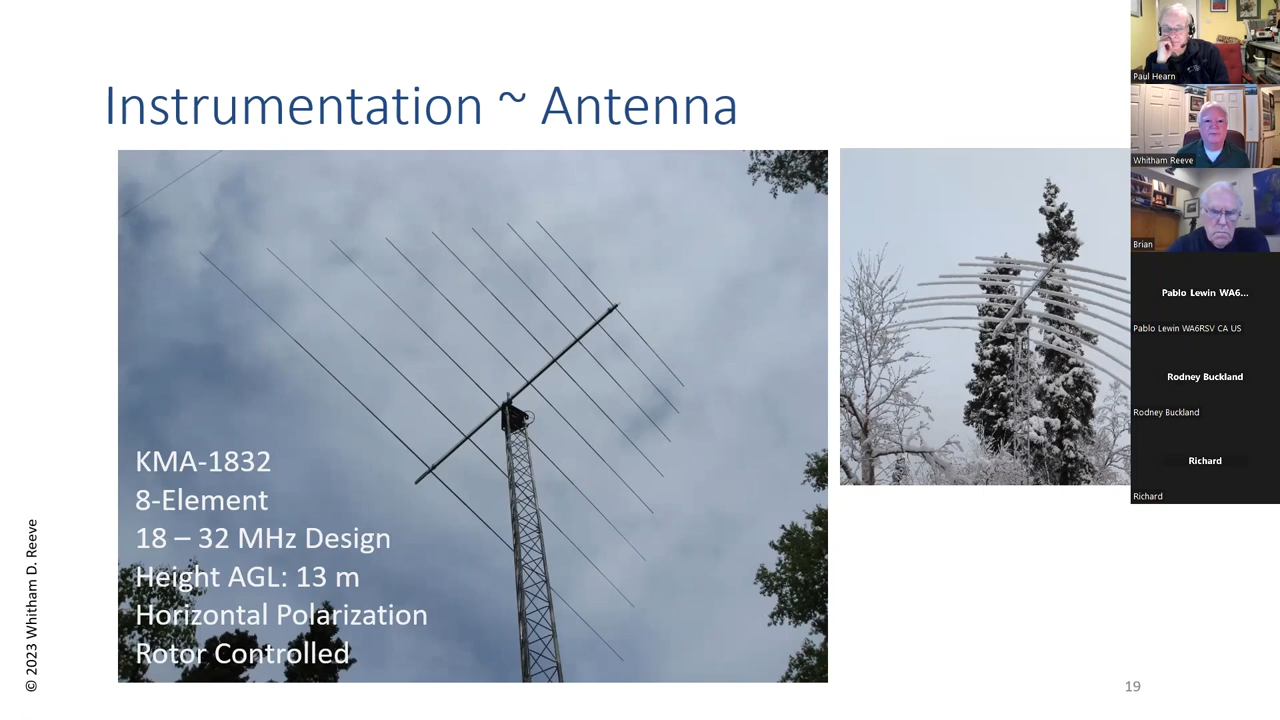 Instrumentation ~ Antenna
KMA-1832
8-Element
18 – 32 MHz Design
Height AGL: 13 m
Horizontal Polarization
Rotor Controlled
© 2023 Whitham D. Reeve
19
Paul Hearn
Whitham Reeve
Brian
Pablo Lewin WA6...
Pablo Lewin WA6RSV CA US
Rodney Buckland
Rodney Buckland
Richard
Richard